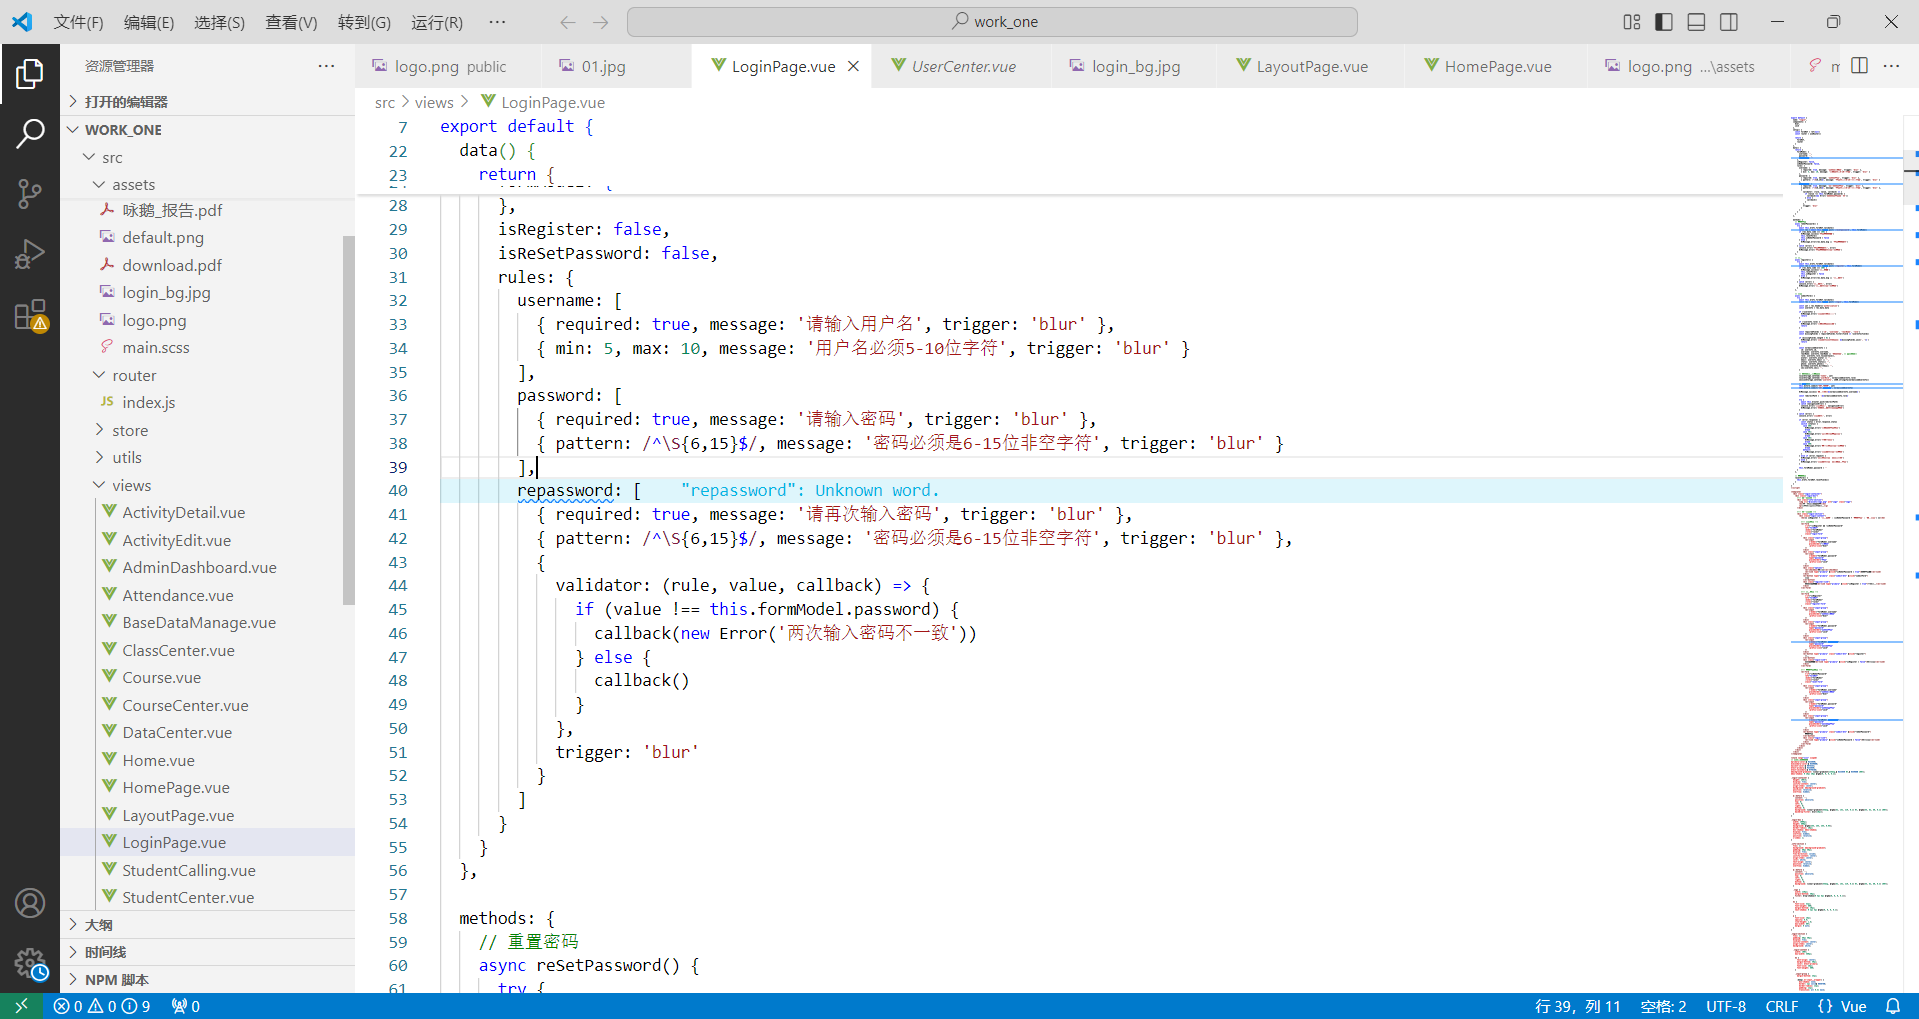 文件(F) 编辑(E) 选择(S) 查看(V) 转到(G) 运行(R) ··· work_one
资源管理器 ···
打开的编辑器
WORK_ONE
src
assets
咏鹅_报告.pdf
default.png
download.pdf
login_bg.jpg
logo.png
main.scss
router
JS index.js
store
utils
views
ActivityDetail.vue
ActivityEdit.vue
AdminDashboard.vue
Attendance.vue
BaseDataManage.vue
ClassCenter.vue
Course.vue
CourseCenter.vue
DataCenter.vue
Home.vue
HomePage.vue
LayoutPage.vue
LoginPage.vue
StudentCalling.vue
StudentCenter.vue
大纲
时间线
NPM 脚本
logo.png public 01.jpg LoginPage.vue UserCenter.vue login_bg.jpg LayoutPage.vue HomePage.vue logo.png ...\assets ···
src > views > LoginPage.vue
7 export default {
22 data() {
23 return {
28 },
29 isRegister: false,
30 isReSetPassword: false,
31 rules: {
32 username: [
33 { required: true, message: '请输入用户名', trigger: 'blur' },
34 { min: 5, max: 10, message: '用户名必须5-10位字符', trigger: 'blur' }
35 ],
36 password: [
37 { required: true, message: '请输入密码', trigger: 'blur' },
38 { pattern: /^\S{6,15}$/, message: '密码必须是6-15位非空字符', trigger: 'blur' }
39 ],
40 repassword: [ "repassword": Unknown word.
41 { required: true, message: '请再次输入密码', trigger: 'blur' },
42 { pattern: /^\S{6,15}$/, message: '密码必须是6-15位非空字符', trigger: 'blur' },
43 {
44 validator: (rule, value, callback) => {
45 if (value !== this.formModel.password) {
46 callback(new Error('两次输入密码不一致'))
47 } else {
48 callback()
49 }
50 },
51 trigger: 'blur'
52 }
53 ]
54 }
55 }
56 },
57
58 methods: {
59 // 重置密码
60 async reSetPassword() {
61 try {
0 0 9 0 行 39，列 11 空格: 2 UTF-8 CRLF {} Vue